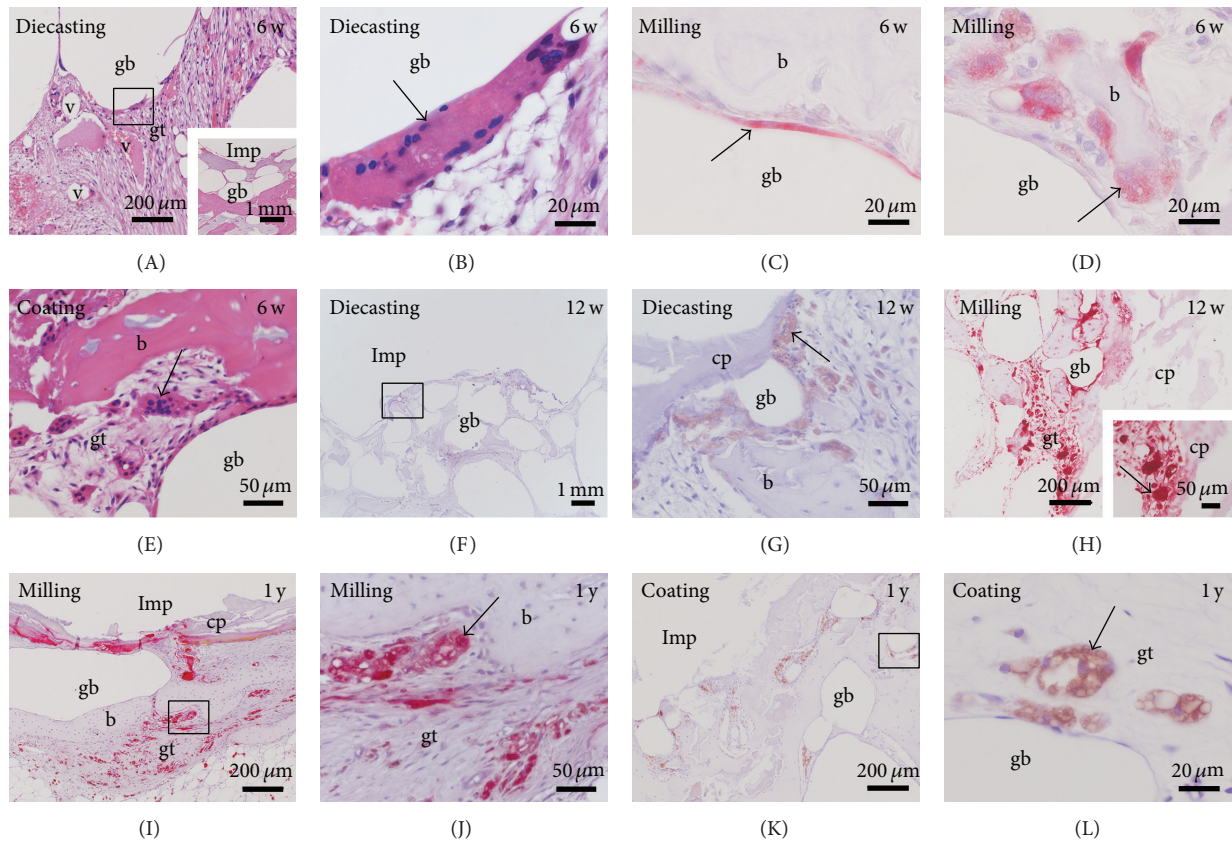 Diecasting 6 w
gb
v
gt
v
Imp
v
gb
200 μm
1 mm
(A)
Diecasting 6 w
gb
20 μm
(B)
Milling 6 w
b
gb
20 μm
(C)
Milling 6 w
b
gb
20 μm
(D)
Coating 6 w
b
gt
gb
50 μm
(E)
Diecasting 12 w
Imp
gb
1 mm
(F)
Diecasting 12 w
cp
gb
b
50 μm
(G)
Milling 12 w
gb
cp
gt
cp
200 μm
50 μm
(H)
Milling 1 y
Imp
cp
gb
b
gt
200 μm
(I)
Milling 1 y
b
gt
50 μm
(J)
Coating 1 y
Imp
gb
200 μm
(K)
Coating 1 y
gt
gb
20 μm
(L)